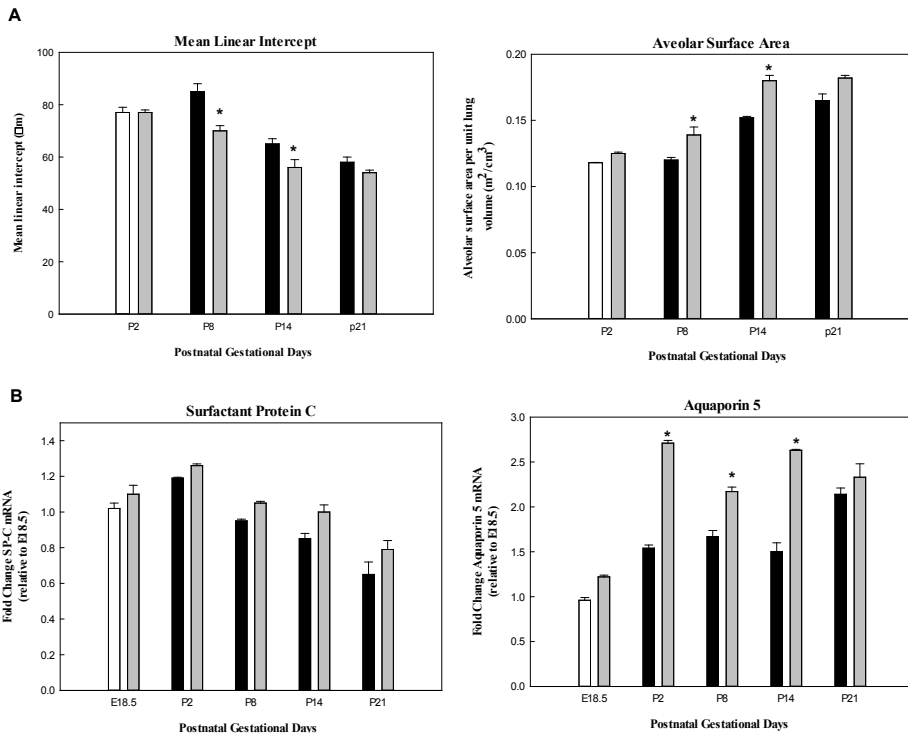 A
Mean Linear Intercept
Mean linear intercept (□m)
100
80
60
40
20
0
*
*
P2 P8 P14 p21
Postnatal Gestational Days
Aveolar Surface Area
Alveolar surface area per unit lung
volume (m²/cm³)
0.20
0.15
0.10
0.05
0.00
*
*
P2 P8 P14 p21
Postnatal Gestational Days
B
Surfactant Protein C
Fold Change SP-C mRNA
(relative to E18.5)
1.4
1.2
1.0
0.8
0.6
0.4
0.2
0.0
E18.5 P2 P8 P14 P21
Postnatal Gestational Days
Aquaporin 5
Fold Change Aquaporin 5 mRNA
(relative to E18.5)
3.0
2.5
2.0
1.5
1.0
0.5
0.0
*
*
*
E18.5 P2 P8 P14 P21
Postnatal Gestational Days